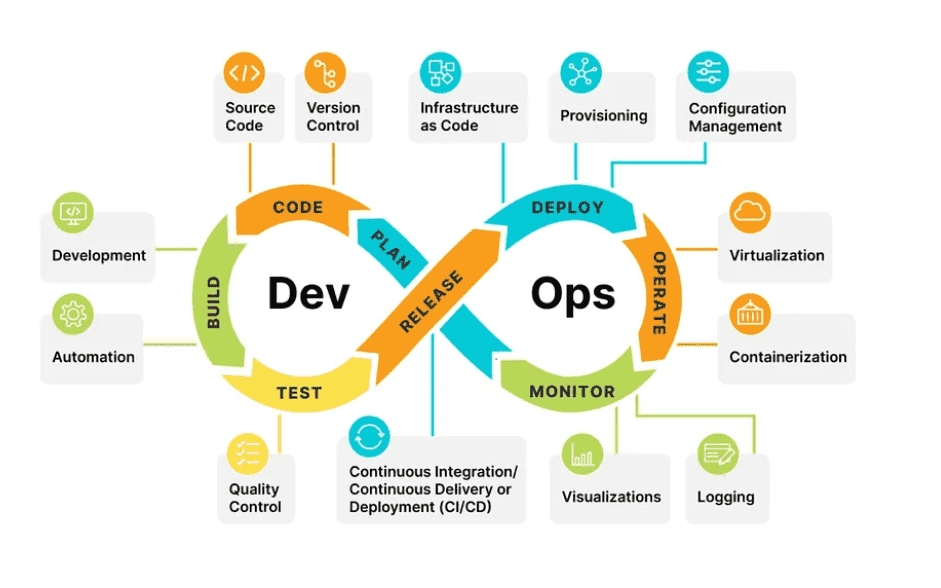 Source
Code
Version
Control
Infrastructure
as Code
Provisioning
Configuration
Management
CODE
DEPLOY
PLAN
Development
Virtualization
BUILD
Dev
RELEASE
Ops
OPERATE
Automation
Containerization
TEST
MONITOR
Quality
Control
Continuous Integration/
Continuous Delivery or
Deployment (CI/CD)
Visualizations
Logging